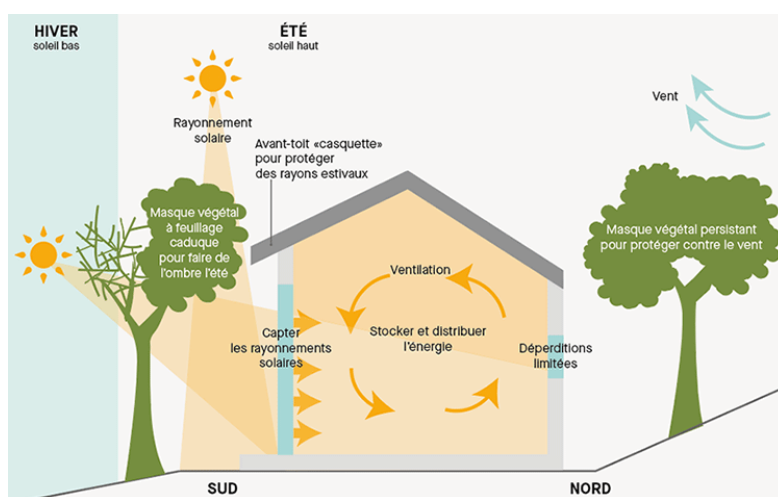 HIVER
soleil bas
ÉTÉ
soleil haut
Rayonnement
solaire
Avant-toit «casquette»
pour protéger
des rayons estivaux
Vent
Masque végétal
à feuillage
caduque
pour faire de
l'ombre l'été
Masque végétal persistant
pour protéger contre le vent
Ventilation
Stocker et distribuer
l'énergie
Capter
les rayonnements
solaires
Déperditions
limitées
SUD
NORD